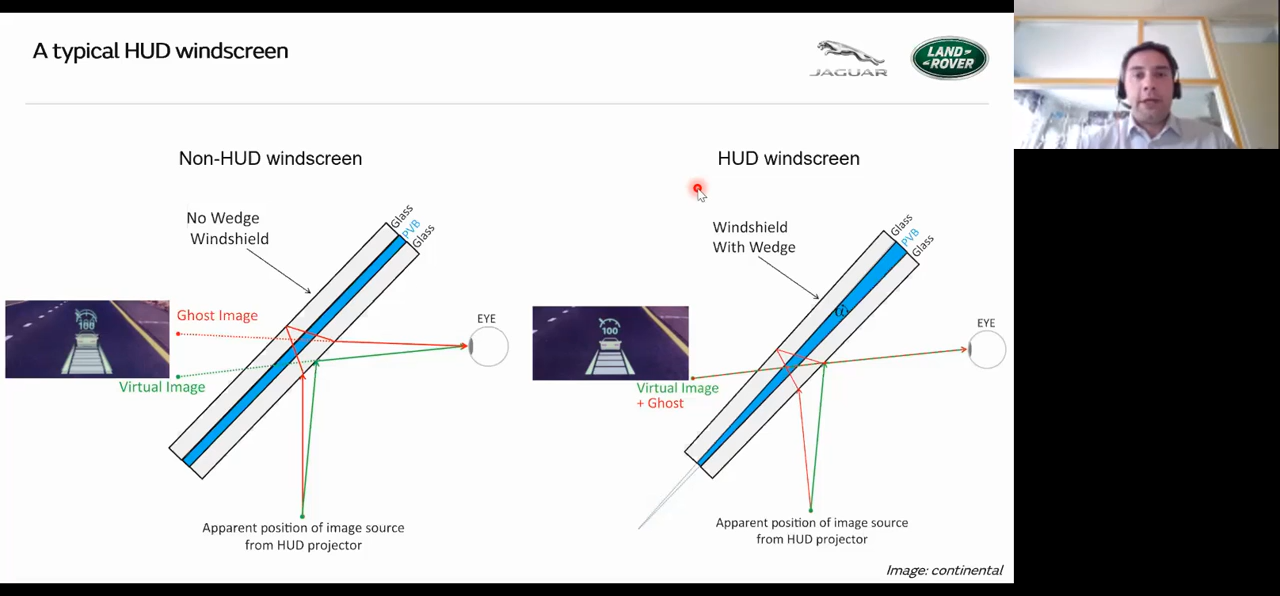 A typical HUD windscreen
JAGUAR
LAND
ROVER
Non-HUD windscreen
No Wedge
Windshield
Glass
PVB
Glass
100
Ghost Image
Virtual Image
EYE
Apparent position of image source
from HUD projector
HUD windscreen
Windshield
With Wedge
Glass
PVB
Glass
100
Virtual Image
+ Ghost
EYE
Apparent position of image source
from HUD projector
Image: continental